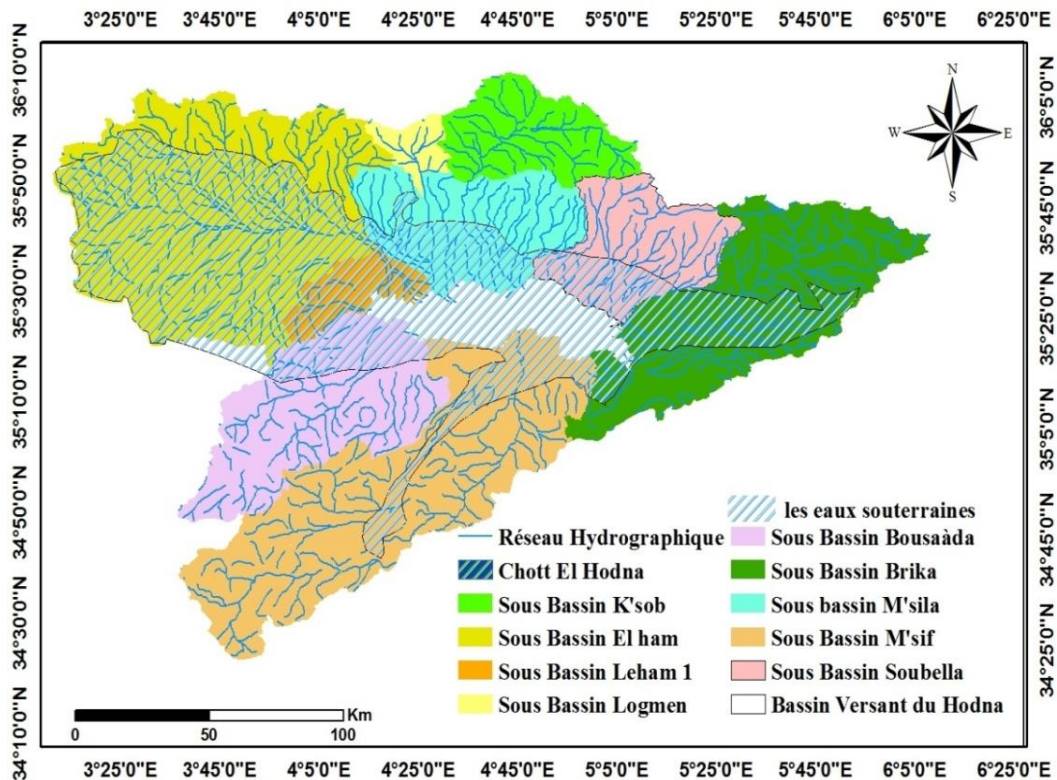 3°25'0"E 3°45'0"E 4°5'0"E 4°25'0"E 4°45'0"E 5°5'0"E 5°25'0"E 5°45'0"E 6°5'0"E 6°25'0"E
36°10'0"N
35°50'0"N
35°30'0"N
35°10'0"N
34°50'0"N
34°30'0"N
34°10'0"N
36°5'0"N
35°45'0"N
35°25'0"N
35°5'0"N
34°45'0"N
34°25'0"N
N
W E
S
les eaux souterraines
Réseau Hydrographique
Chott El Hodna
Sous Bassin K'sob
Sous Bassin El ham
Sous Bassin Leham 1
Sous Bassin Logmen
Sous Bassin Bousaàda
Sous Bassin Brika
Sous bassin M'sila
Sous Bassin M'sif
Sous Bassin Soubella
Bassin Versant du Hodna
Km
0 50 100
3°25'0"E 3°45'0"E 4°5'0"E 4°25'0"E 4°45'0"E 5°5'0"E 5°25'0"E 5°45'0"E 6°5'0"E 6°25'0"E